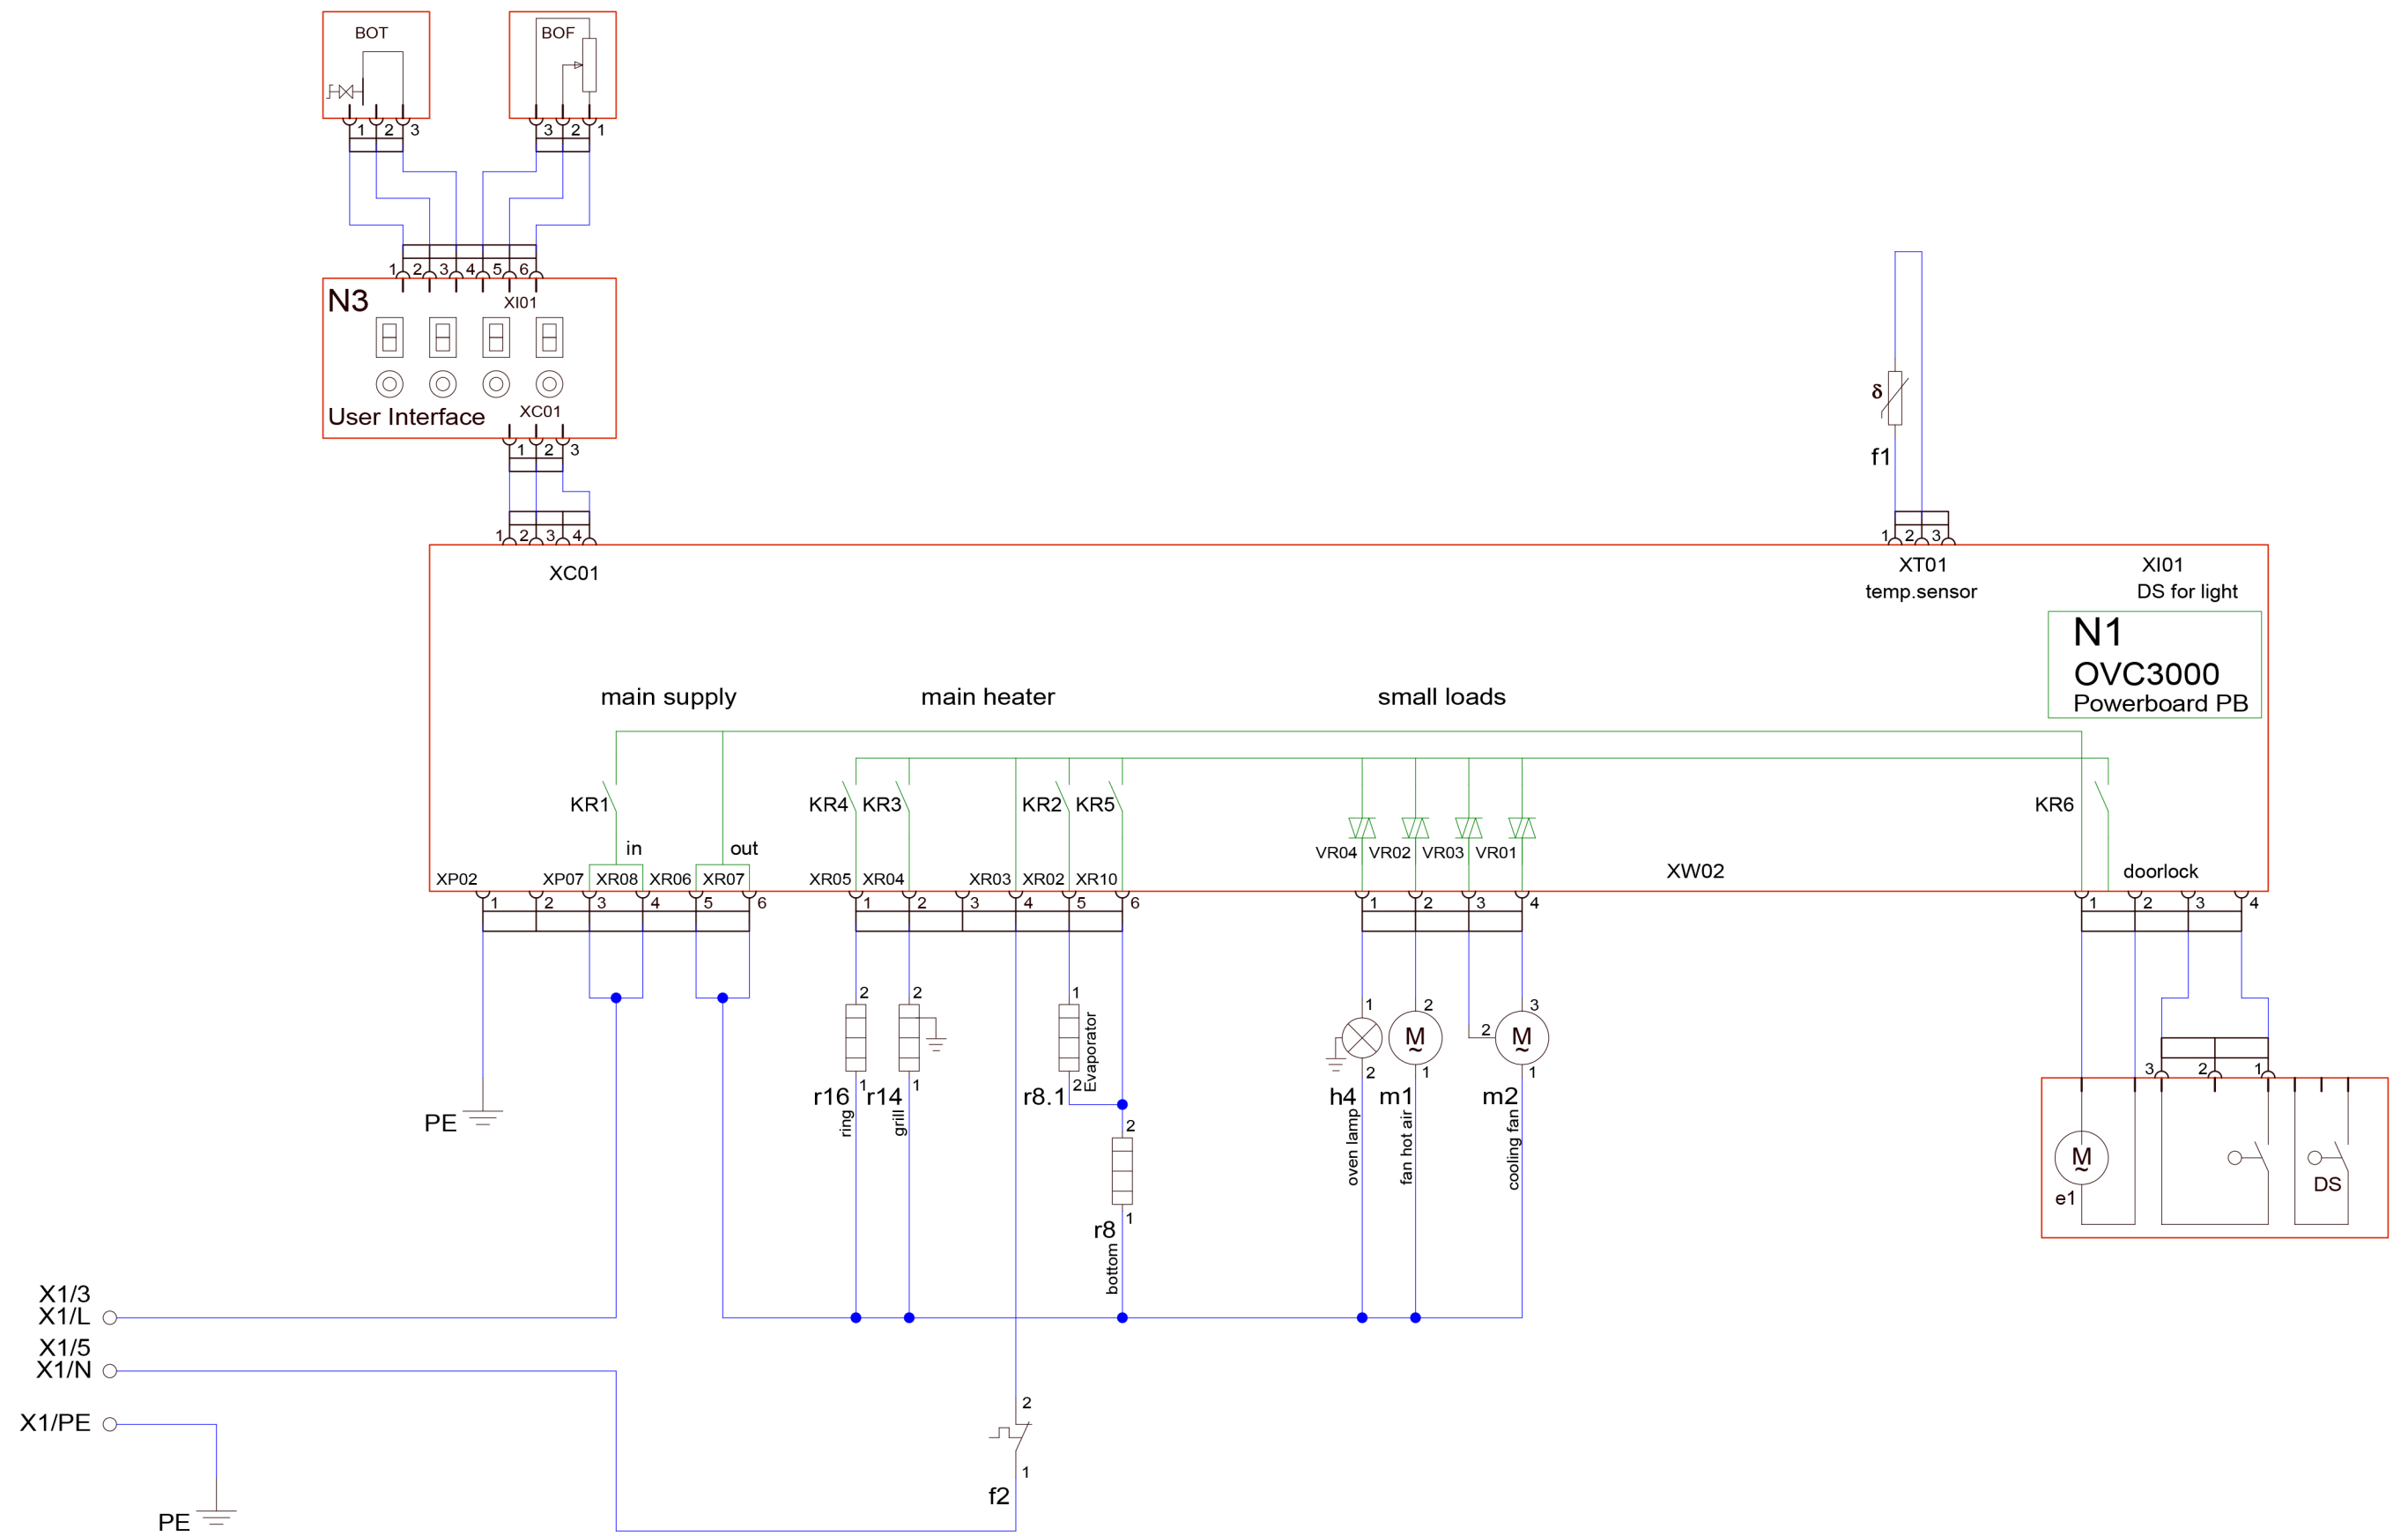 BOT
BOF
1 2 3
3 2 1
1 2 3 4 5 6
N3
XI01
User Interface
XC01
1 2 3
1 2 3 4
XC01
δ
f1
1 2 3
XT01
temp.sensor
XI01
DS for light
N1
OVC3000
Powerboard PB
main supply
main heater
small loads
KR1
KR4
KR3
KR2
KR5
KR6
in
out
VR04
VR02
VR03
VR01
XP02
XP07
XR08
XR06
XR07
XR05
XR04
XR03
XR02
XR10
XW02
doorlock
1 2 3 4 5 6
1 2 3 4 5 6
1 2 3 4
1 2 3 4
2
1
r16
ring
2
1
r14
grill
1
2
r8.1
Evaporator
2
1
r8
bottom
1
2
h4
oven lamp
2
M
~
1
m1
fan hot air
3
2
M
~
1
m2
cooling fan
3 2 1
M
~
e1
DS
PE
X1/3
X1/L
X1/5
X1/N
X1/PE
PE
2
1
f2